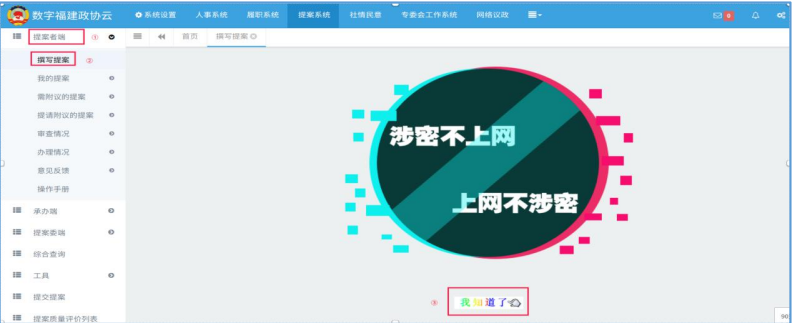 数字福建政协云
系统设置 人事系统 履职系统 提案系统 社情民意 专委会工作系统 网络议政
提案者端 ①
首页 撰写提案
撰写提案 ②
我的提案
需附议的提案
提请附议的提案
审查情况
办理情况
意见反馈
操作手册
承办端
提案委端
综合查询
工具
提交提案
提案质量评价列表
涉密不上网
上网不涉密
③ 我知道了
90